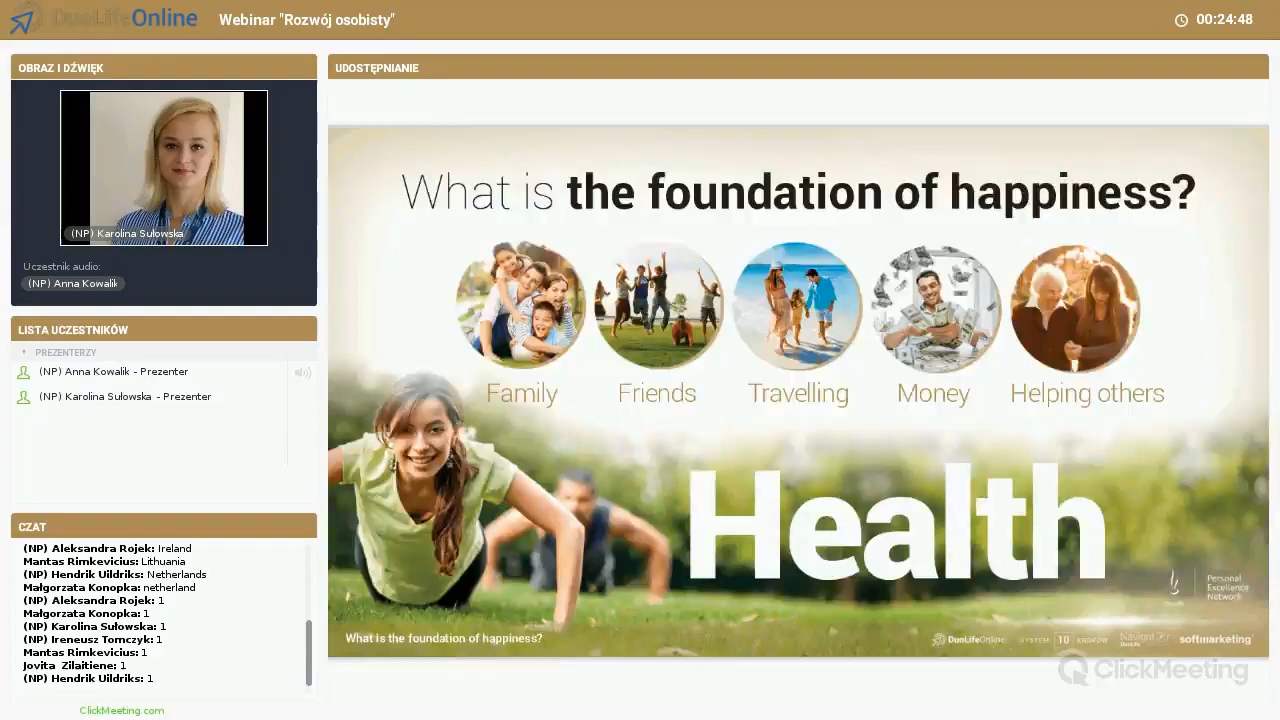 DuoLifeOnline
Webinar "Rozwój osobisty"
00:24:48
OBRAZ I DŹWIĘK
(NP) Karolina Sułowska
Uczestnik audio:
(NP) Anna Kowalik
LISTA UCZESTNIKÓW
PREZENTERZY
(NP) Anna Kowalik - Prezenter
(NP) Karolina Sułowska - Prezenter
CZAT
(NP) Aleksandra Rojek: Ireland
Mantas Rimkevicius: Lithuania
(NP) Hendrik Uildriks: Netherlands
Małgorzata Konopka: netherland
(NP) Aleksandra Rojek: 1
Małgorzata Konopka: 1
(NP) Karolina Sułowska: 1
(NP) Ireneusz Tomczyk: 1
Mantas Rimkevicius: 1
Jovita Zilaitiene: 1
(NP) Hendrik Uildriks: 1
ClickMeeting.com
UDOSTĘPNIANIE
What is the foundation of happiness?
Family
Friends
Travelling
Money
Helping others
Health
Personal
Excellence
Network
What is the foundation of happiness?
DuoLifeOnline
SYSTEM 10 KROKÓW
Navigator
DuoLife
softmarketing
ClickMeeting